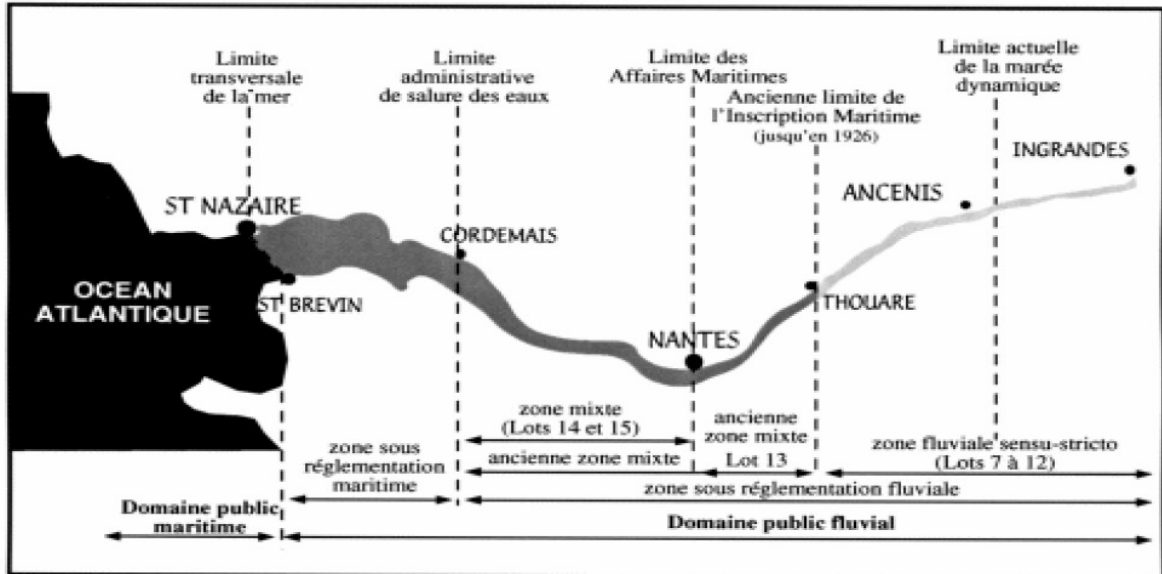 Limite
transversale
de la mer
Limite
administrative
de salure des eaux
Limite des
Affaires Maritimes
Ancienne limite de
l'Inscription Maritime
(jusqu'en 1926)
Limite actuelle
de la marée
dynamique
INGRANDES
ANCENIS
ST NAZAIRE
CORDEMAIS
OCEAN
ATLANTIQUE
ST BREVIN
THOUARE
NANTES
zone mixte
(Lots 14 et 15)
ancienne
zone mixte
Lot 13
zone fluviale sensu-stricto
(Lots 7 à 12)
zone sous
réglementation
maritime
ancienne zone mixte
zone sous réglementation fluviale
Domaine public
maritime
Domaine public fluvial